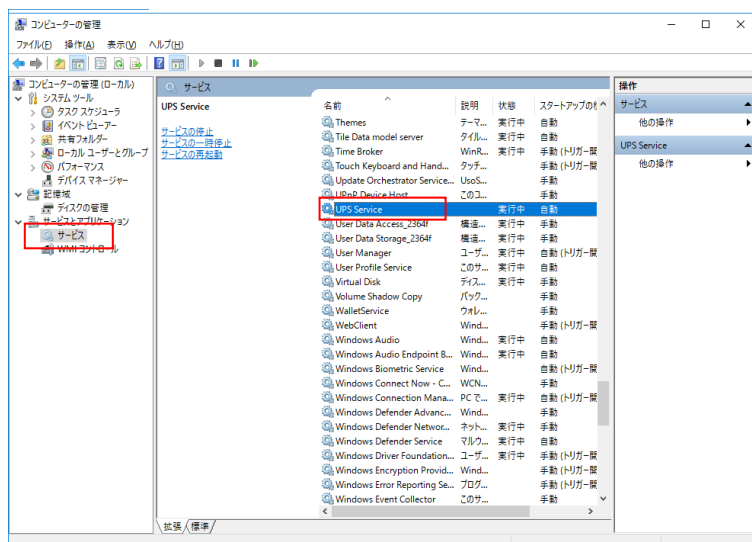 コンピューターの管理
ファイル(F) 操作(A) 表示(V) ヘルプ(H)
コンピューターの管理 (ローカル)
システム ツール
タスク スケジューラ
イベント ビューアー
共有フォルダー
ローカル ユーザーとグループ
パフォーマンス
デバイス マネージャー
記憶域
ディスクの管理
サービスとアプリケーション
サービス
WMI コントロール
サービス
UPS Service
サービスの停止
サービスの一時停止
サービスの再起動
名前 説明 状態 スタートアップの種
Themes テーマ... 実行中 自動
Tile Data model server タイル... 実行中 自動
Time Broker WinR... 実行中 手動 (トリガー開
Touch Keyboard and Hand... タッチ... 手動 (トリガー開
Update Orchestrator Service... UsoS... 手動
UPnP Device Host このコ... 手動
UPS Service 実行中 自動
User Data Access_2364f 構造... 実行中 手動
User Data Storage_2364f 構造... 実行中 手動
User Manager ユーザ... 実行中 自動 (トリガー開
User Profile Service このサ... 実行中 自動
Virtual Disk ディス... 実行中 手動
Volume Shadow Copy バック... 手動
WalletService ウォレ... 手動
WebClient Wind... 手動 (トリガー開
Windows Audio Wind... 実行中 自動
Windows Audio Endpoint B... Wind... 実行中 自動
Windows Biometric Service Wind... 自動 (トリガー開
Windows Connect Now - C... WCN... 手動
Windows Connection Mana... PC で... 実行中 自動 (トリガー開
Windows Defender Advanc... Wind... 手動
Windows Defender Networ... ネット... 実行中 手動
Windows Defender Service マルウ... 実行中 自動
Windows Driver Foundation... ユーザ... 実行中 手動 (トリガー開
Windows Encryption Provid... Wind... 手動 (トリガー開
Windows Error Reporting Se... プログ... 手動 (トリガー開
Windows Event Collector このサ... 手動
拡張 標準
操作
サービス
他の操作
UPS Service
他の操作